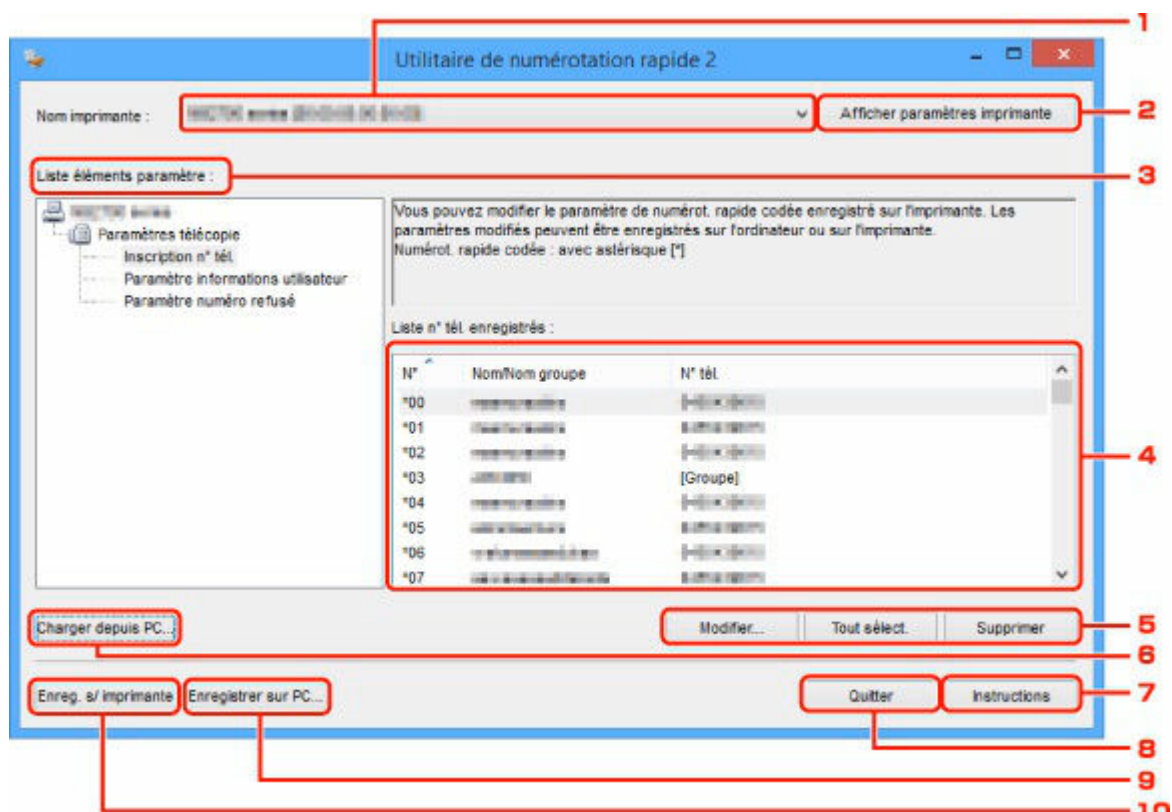 1
Utilitaire de numérotation rapide 2
Nom imprimante :
Afficher paramètres imprimante
2
Liste éléments paramètre :
3
Paramètres télécopie
Inscription n° tél.
Paramètre informations utilisateur
Paramètre numéro refusé
Vous pouvez modifier le paramètre de numérot. rapide codée enregistré sur l'imprimante. Les
paramètres modifiés peuvent être enregistrés sur l'ordinateur ou sur l'imprimante.
Numérot. rapide codée : avec astérisque [*]
Liste n° tél. enregistrés :
N° Nom/Nom groupe N° tél.
*00
*01
*02
*03 [Groupe]
4
*04
*05
*06
*07
Charger depuis PC... Modifier... Tout sélect. Supprimer
5
6
Enreg. s/ imprimante Enregistrer sur PC... Quitter Instructions
7
8
9
10